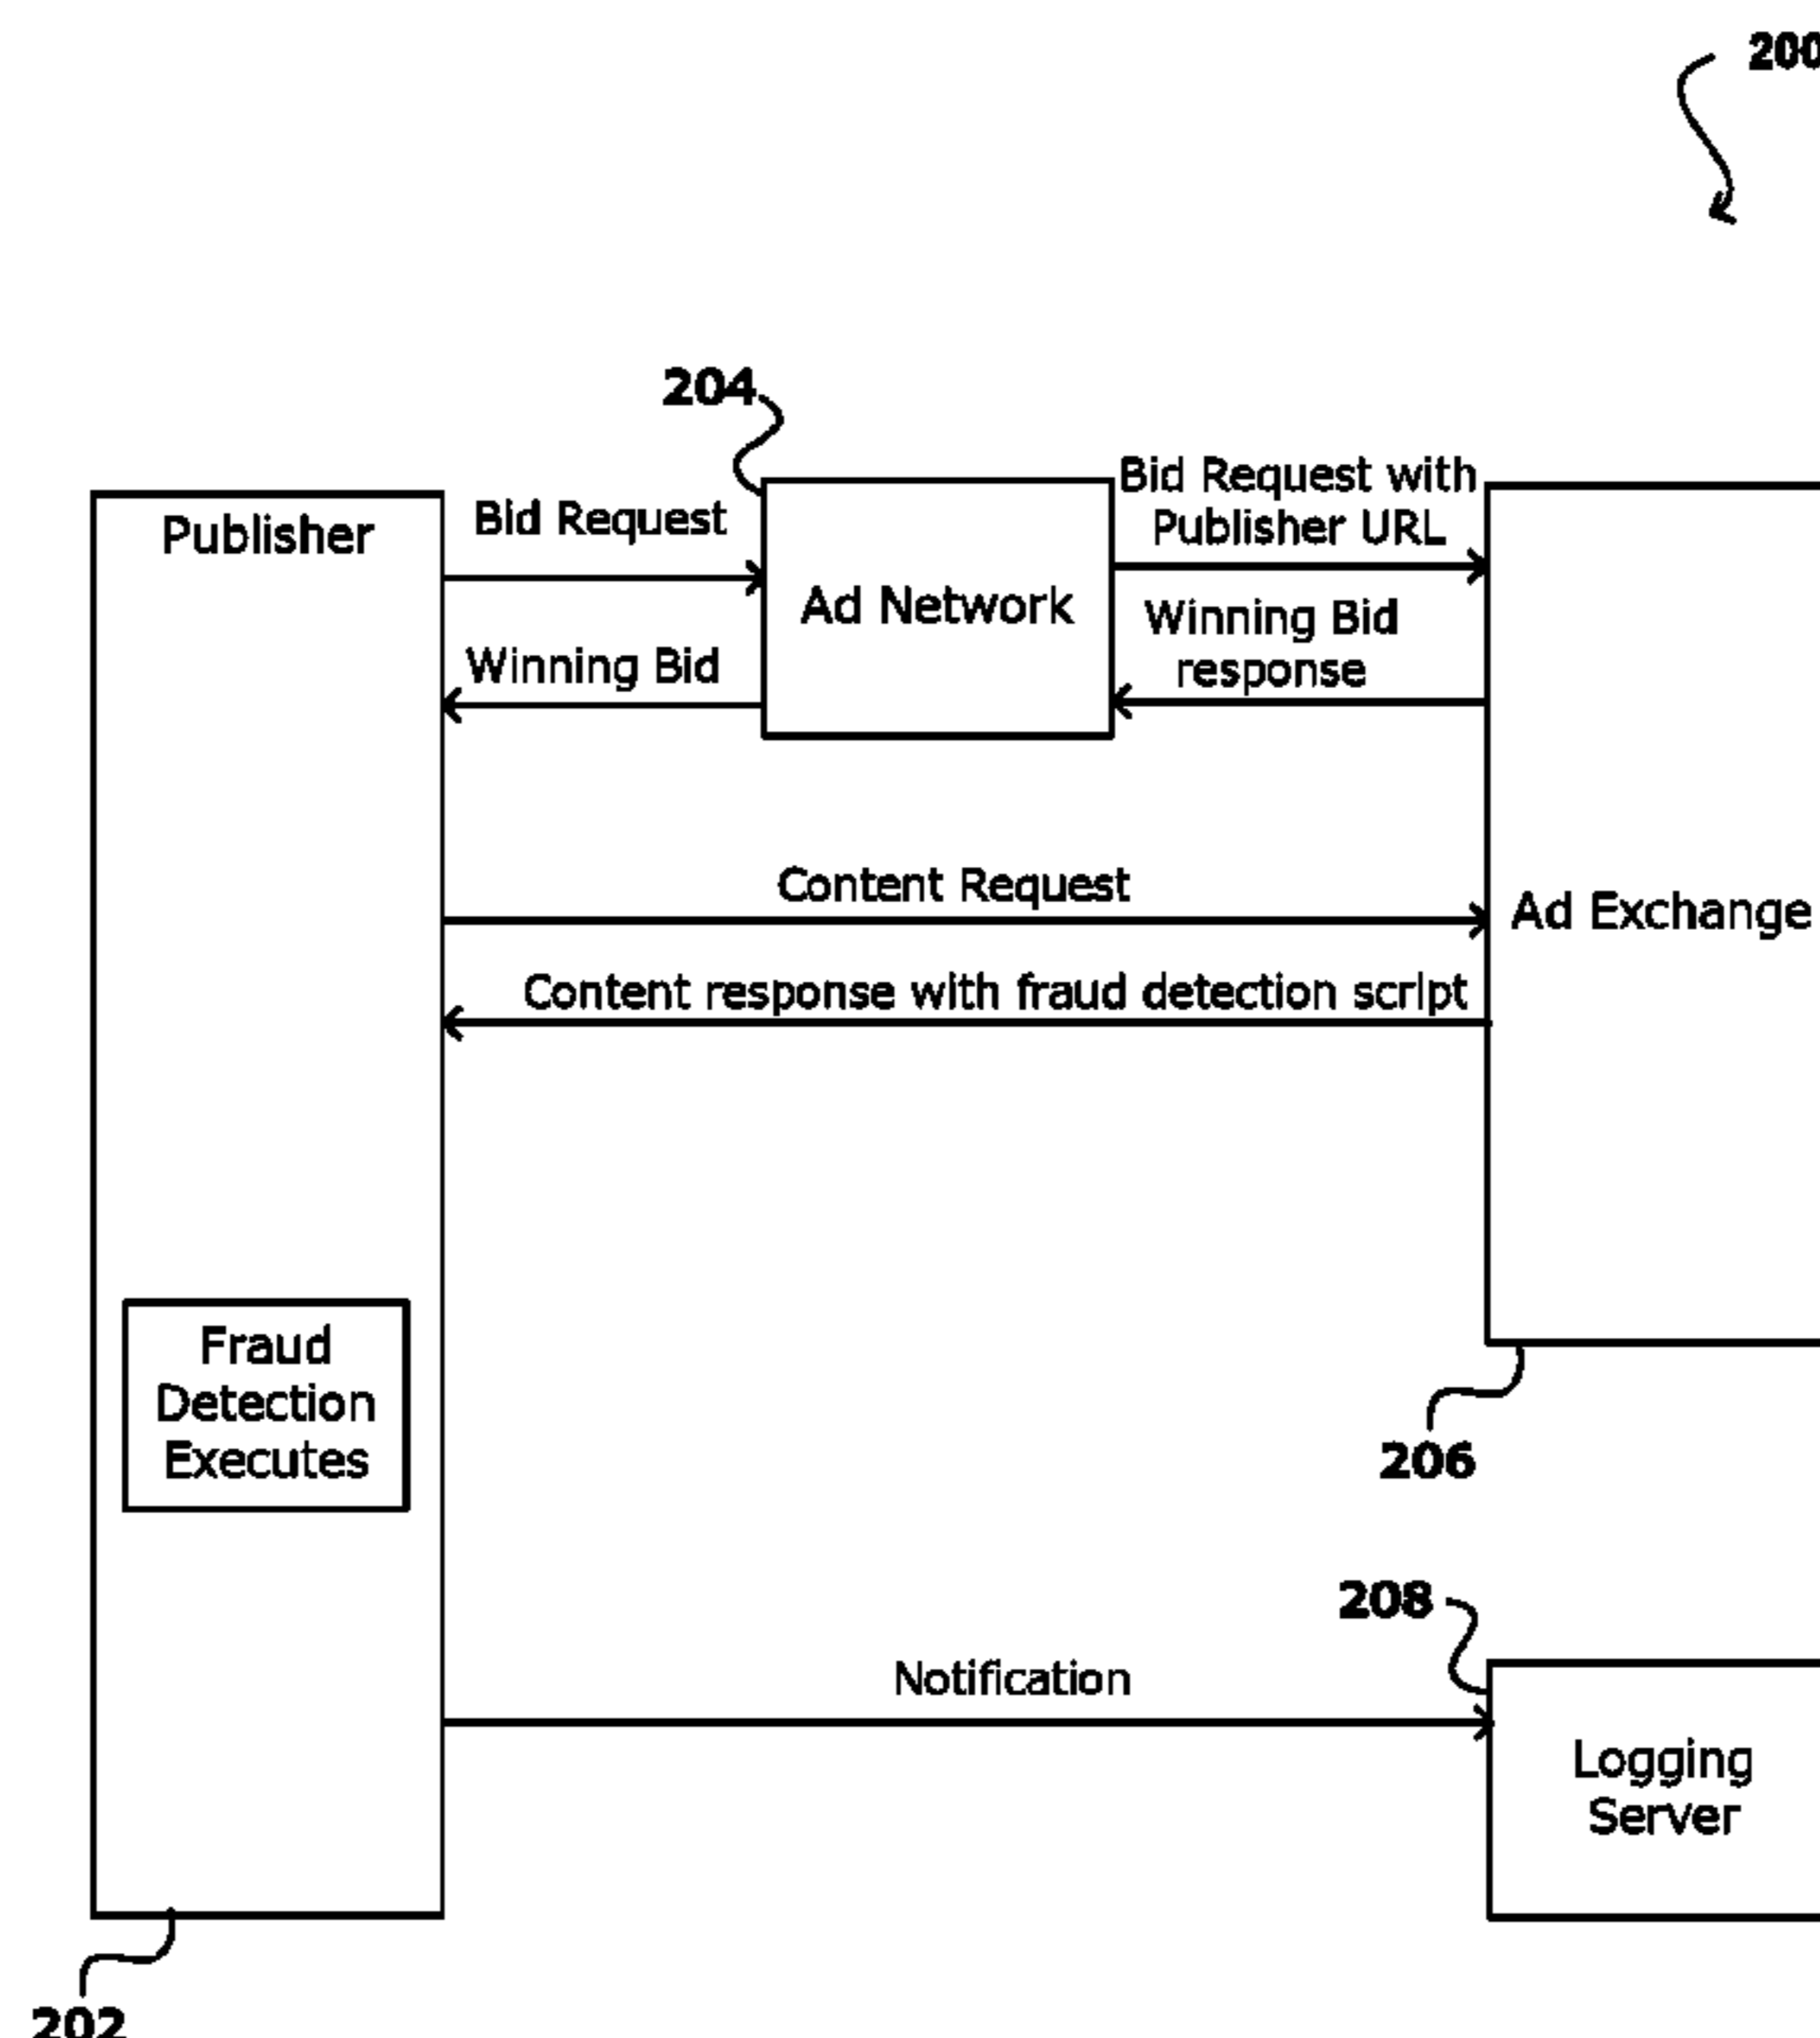 200
204
Bid Request with
Publisher URL
Publisher
Bid Request
Ad Network
Winning Bid
response
Winning Bid
Content Request
Ad Exchange
Content response with fraud detection script
Fraud
Detection
Executes
206
208
Notification
Logging
Server
202